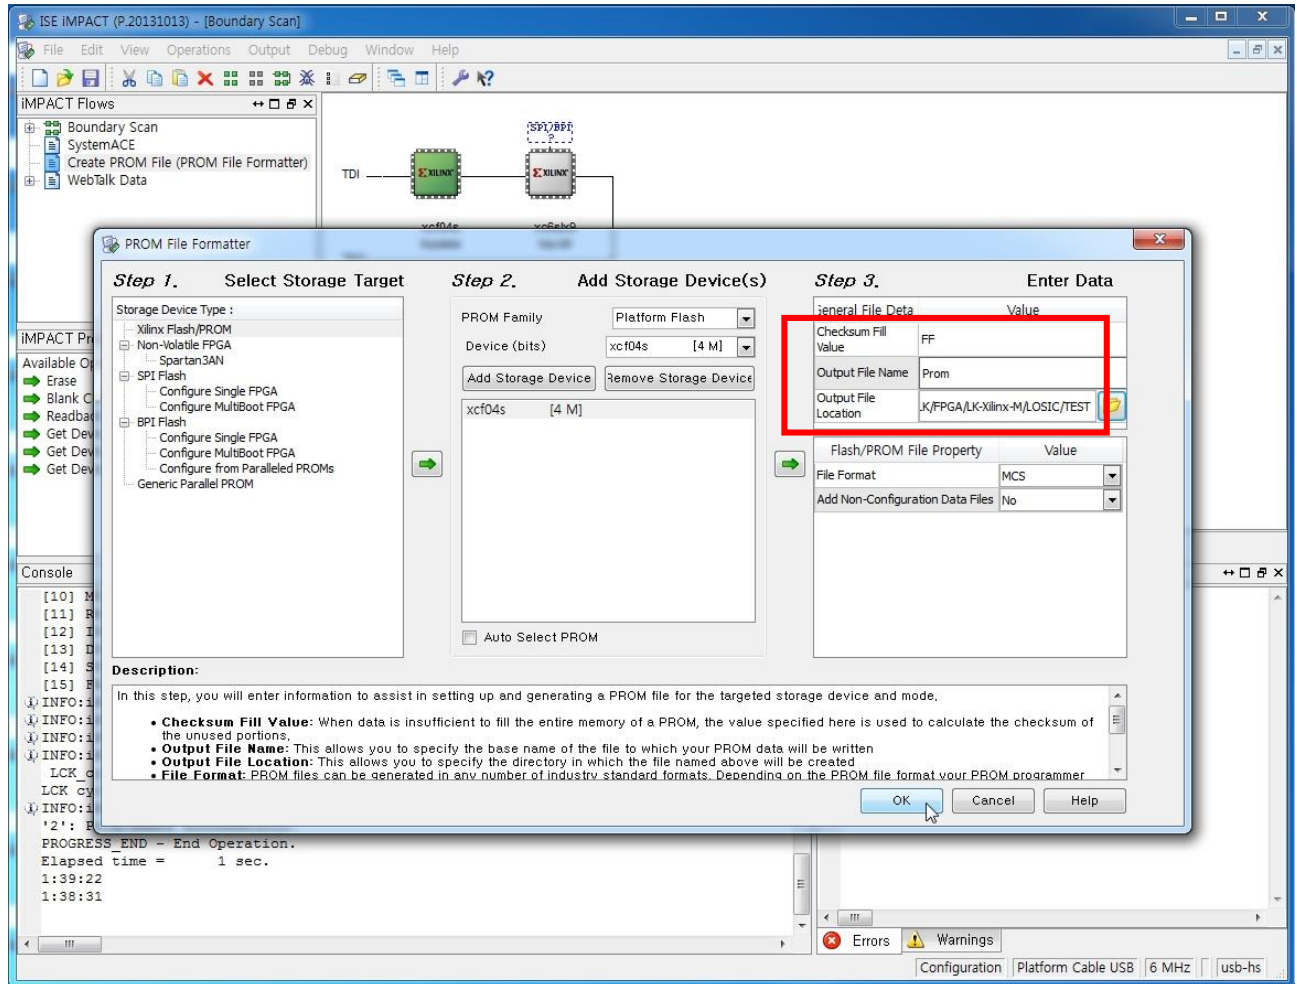 ISE iMPACT (P.20131013) - [Boundary Scan]
File Edit View Operations Output Debug Window Help
iMPACT Flows
Boundary Scan
SystemACE
Create PROM File (PROM File Formatter)
WebTalk Data
SPI/BPI
?
TDI
XILINX
XILINX
xcf04s
xc6slx9
PROM File Formatter
Step 1. Select Storage Target
Storage Device Type :
Xilinx Flash/PROM
Non-Volatile FPGA
Spartan3AN
SPI Flash
Configure Single FPGA
Configure MultiBoot FPGA
BPI Flash
Configure Single FPGA
Configure MultiBoot FPGA
Configure from Paralleled PROMs
Generic Parallel PROM
Step 2. Add Storage Device(s)
PROM Family Platform Flash
Device (bits) xcf04s [4 M]
Add Storage Device Remove Storage Device
xcf04s [4 M]
Auto Select PROM
Step 3. Enter Data
General File Deta Value
Checksum Fill
Value
FF
Output File Name Prom
Output File
Location
.K/FPGA/LK-Xilinx-M/LOSIC/TEST
Flash/PROM File Property Value
File Format MCS
Add Non-Configuration Data Files No
Description:
In this step, you will enter information to assist in setting up and generating a PROM file for the targeted storage device and mode.
• Checksum Fill Value: When data is insufficient to fill the entire memory of a PROM, the value specified here is used to calculate the checksum of
the unused portions.
• Output File Name: This allows you to specify the base name of the file to which your PROM data will be written
• Output File Location: This allows you to specify the directory in which the file named above will be created
• File Format: PROM files can be generated in any number of industry standard formats. Depending on the PROM file format your PROM programmer
OK Cancel Help
iMPACT Pr
Available Op
Erase
Blank C
Readba
Get Dev
Get Dev
Get Dev
Console
[10] M
[11] R
[12] I
[13] D
[14] S
[15] F
INFO:i
INFO:i
INFO:i
INFO:i
LCK_c
LCK cy
INFO:i
'2': P
PROGRESS_END - End Operation.
Elapsed time = 1 sec.
1:39:22
1:38:31
Errors Warnings
Configuration Platform Cable USB 6 MHz usb-hs